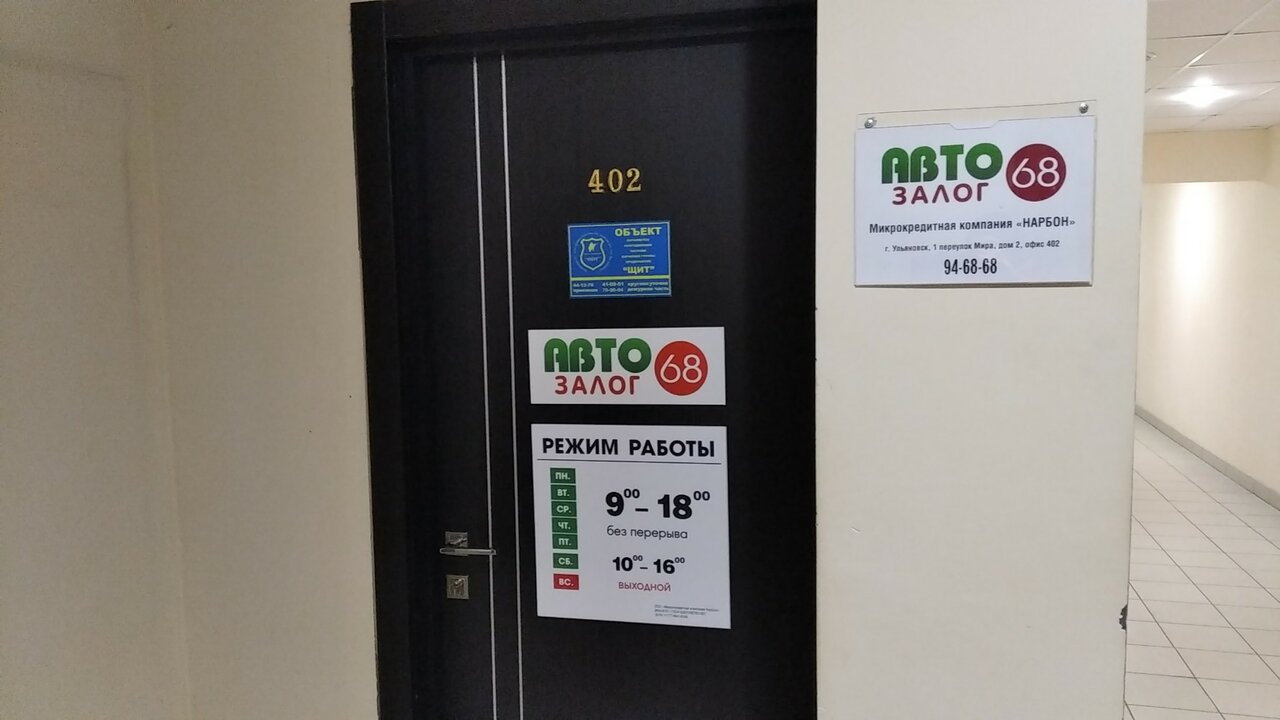 402
ОБЪЕКТ
"ЩИТ"
АВТО
ЗАЛОГ
68
РЕЖИМ РАБОТЫ
ПН.
ВТ.
СР.
ЧТ.
ПТ.
9⁰⁰ – 18⁰⁰
без перерыва
СБ.
10⁰⁰ – 16⁰⁰
ВС.
ВЫХОДНОЙ
АВТО
ЗАЛОГ
68
Микрокредитная компания «НАРБОН»
г. Ульяновск, 1 переулок Мира, дом 2, офис 402
94-68-68